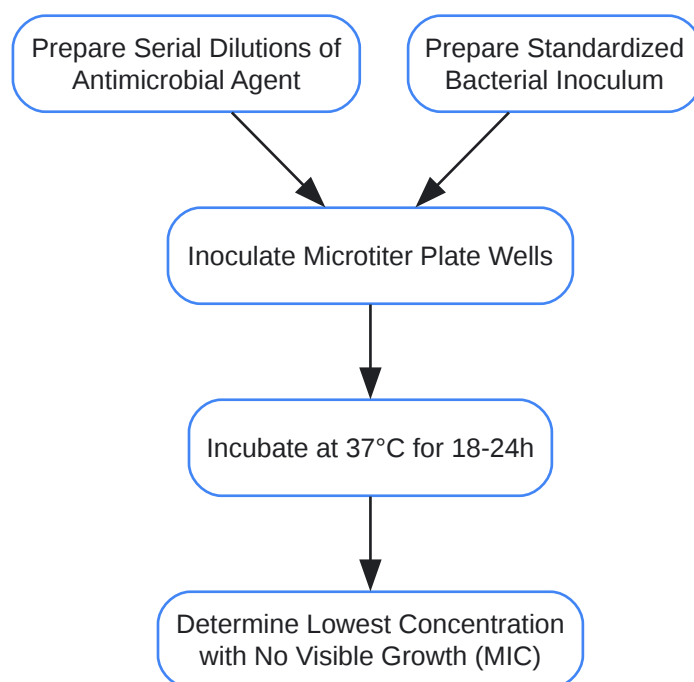 Prepare Serial Dilutions of
Antimicrobial Agent
Prepare Standardized
Bacterial Inoculum
Inoculate Microtiter Plate Wells
Incubate at 37°C for 18-24h
Determine Lowest Concentration
with No Visible Growth (MIC)